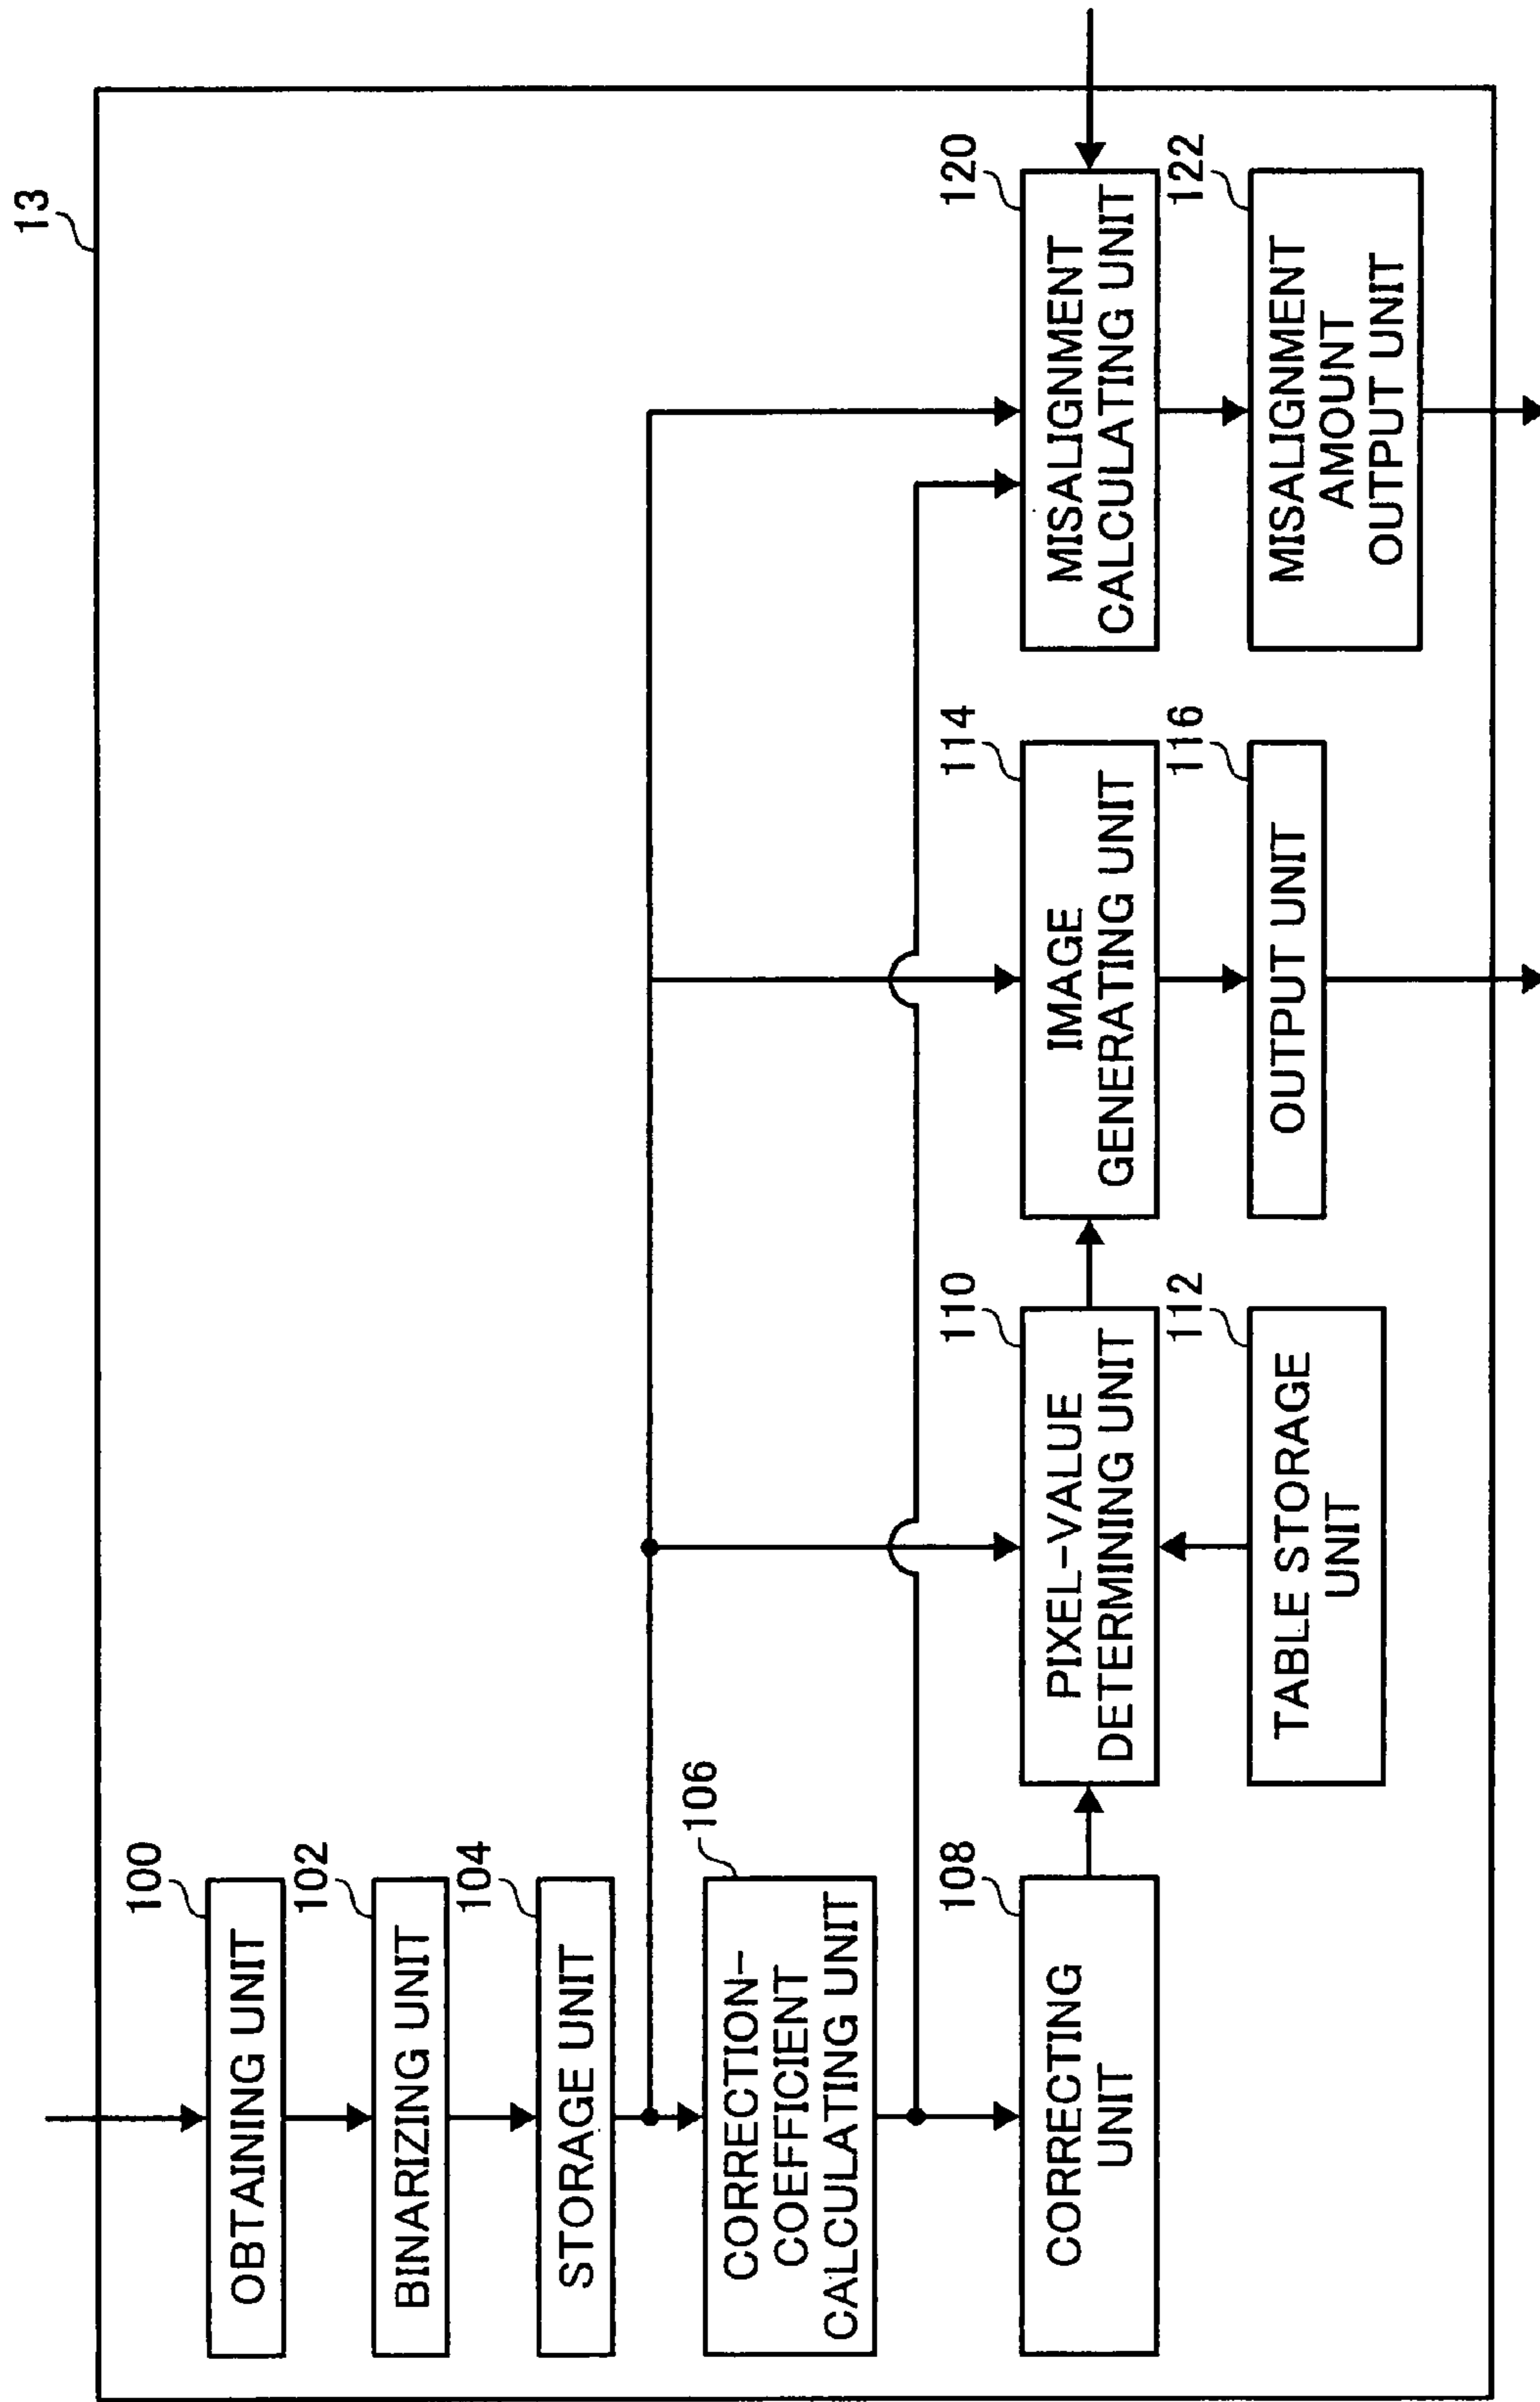 13
100
OBTAINING UNIT
102
BINARIZING UNIT
104
STORAGE UNIT
106
CORRECTION-
COEFFICIENT
CALCULATING UNIT
108
CORRECTING
UNIT
110
PIXEL-VALUE
DETERMINING UNIT
112
TABLE STORAGE
UNIT
114
IMAGE
GENERATING UNIT
116
OUTPUT UNIT
120
MISALIGNMENT
CALCULATING UNIT
122
MISALIGNMENT
AMOUNT
OUTPUT UNIT